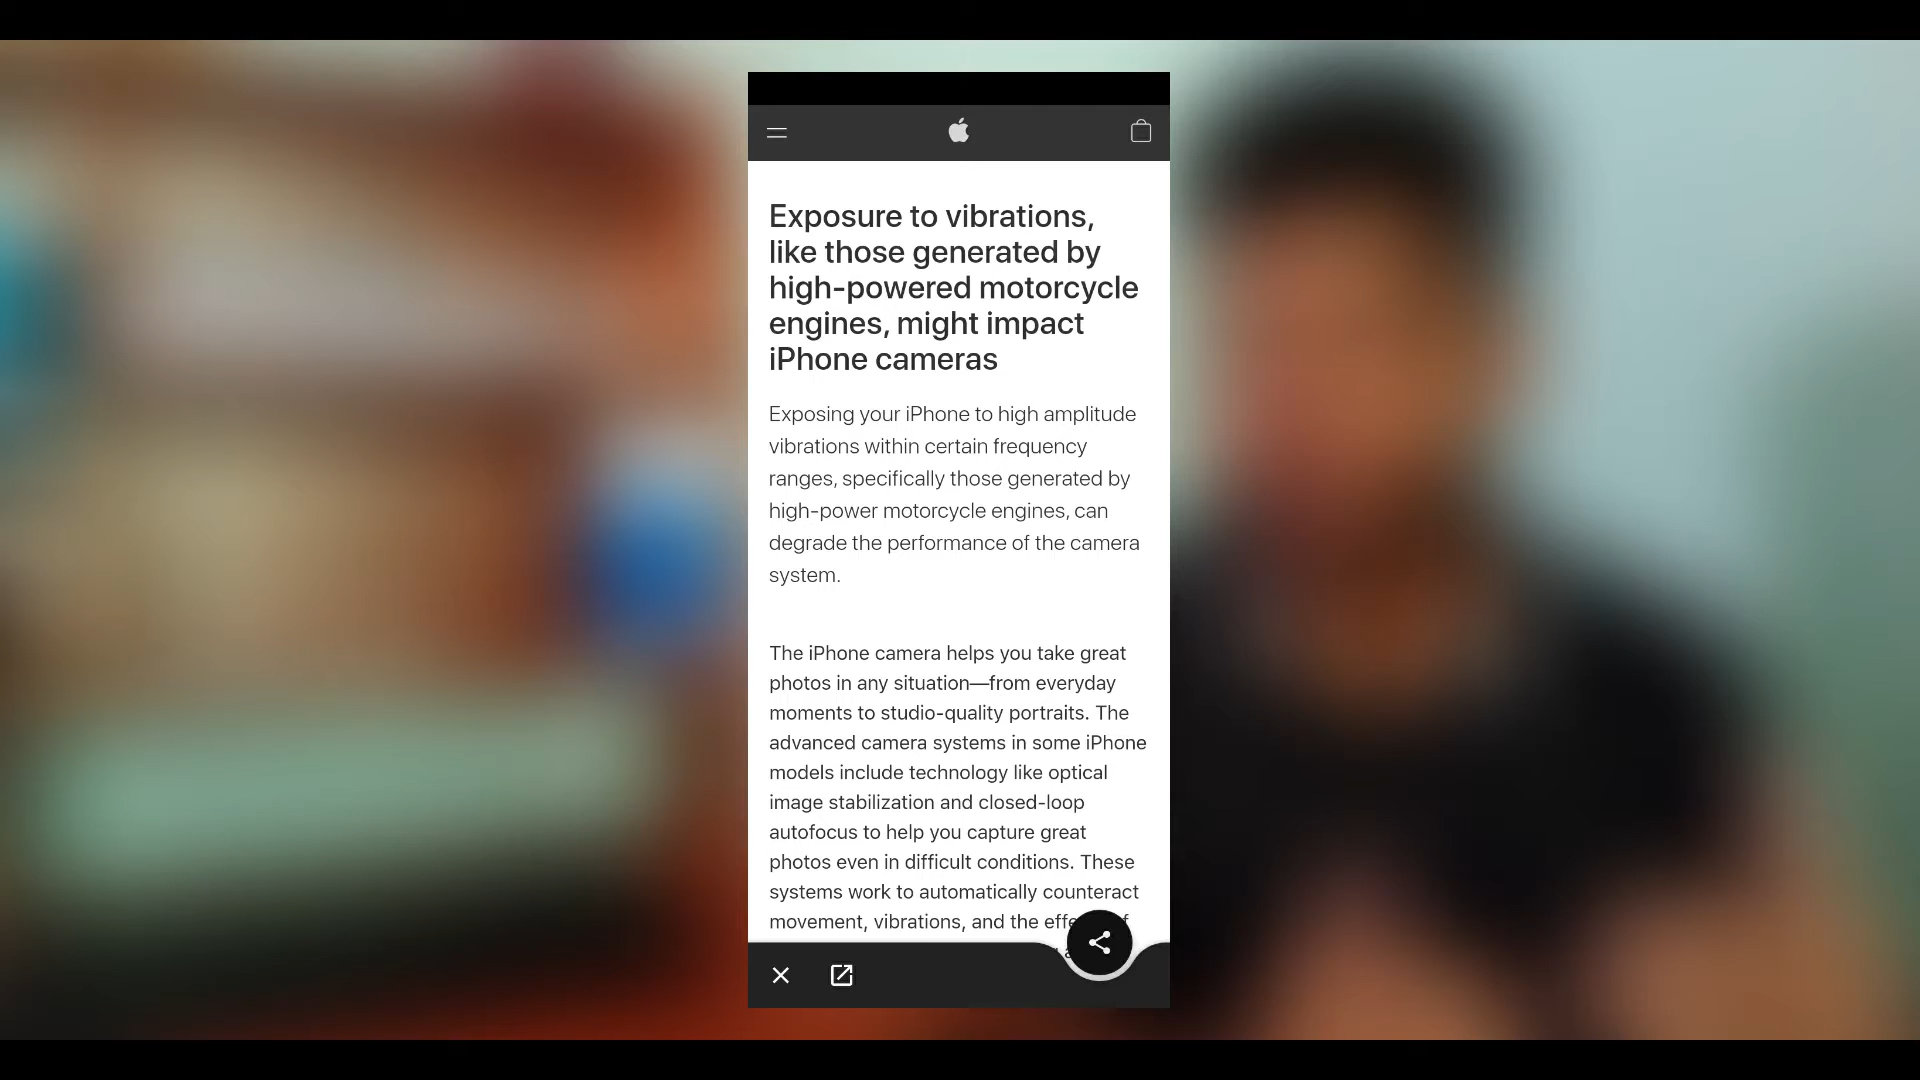 Exposure to vibrations,
like those generated by
high-powered motorcycle
engines, might impact
iPhone cameras
Exposing your iPhone to high amplitude
vibrations within certain frequency
ranges, specifically those generated by
high-power motorcycle engines, can
degrade the performance of the camera
system.
The iPhone camera helps you take great
photos in any situation—from everyday
moments to studio-quality portraits. The
advanced camera systems in some iPhone
models include technology like optical
image stabilization and closed-loop
autofocus to help you capture great
photos even in difficult conditions. These
systems work to automatically counteract
movement, vibrations, and the